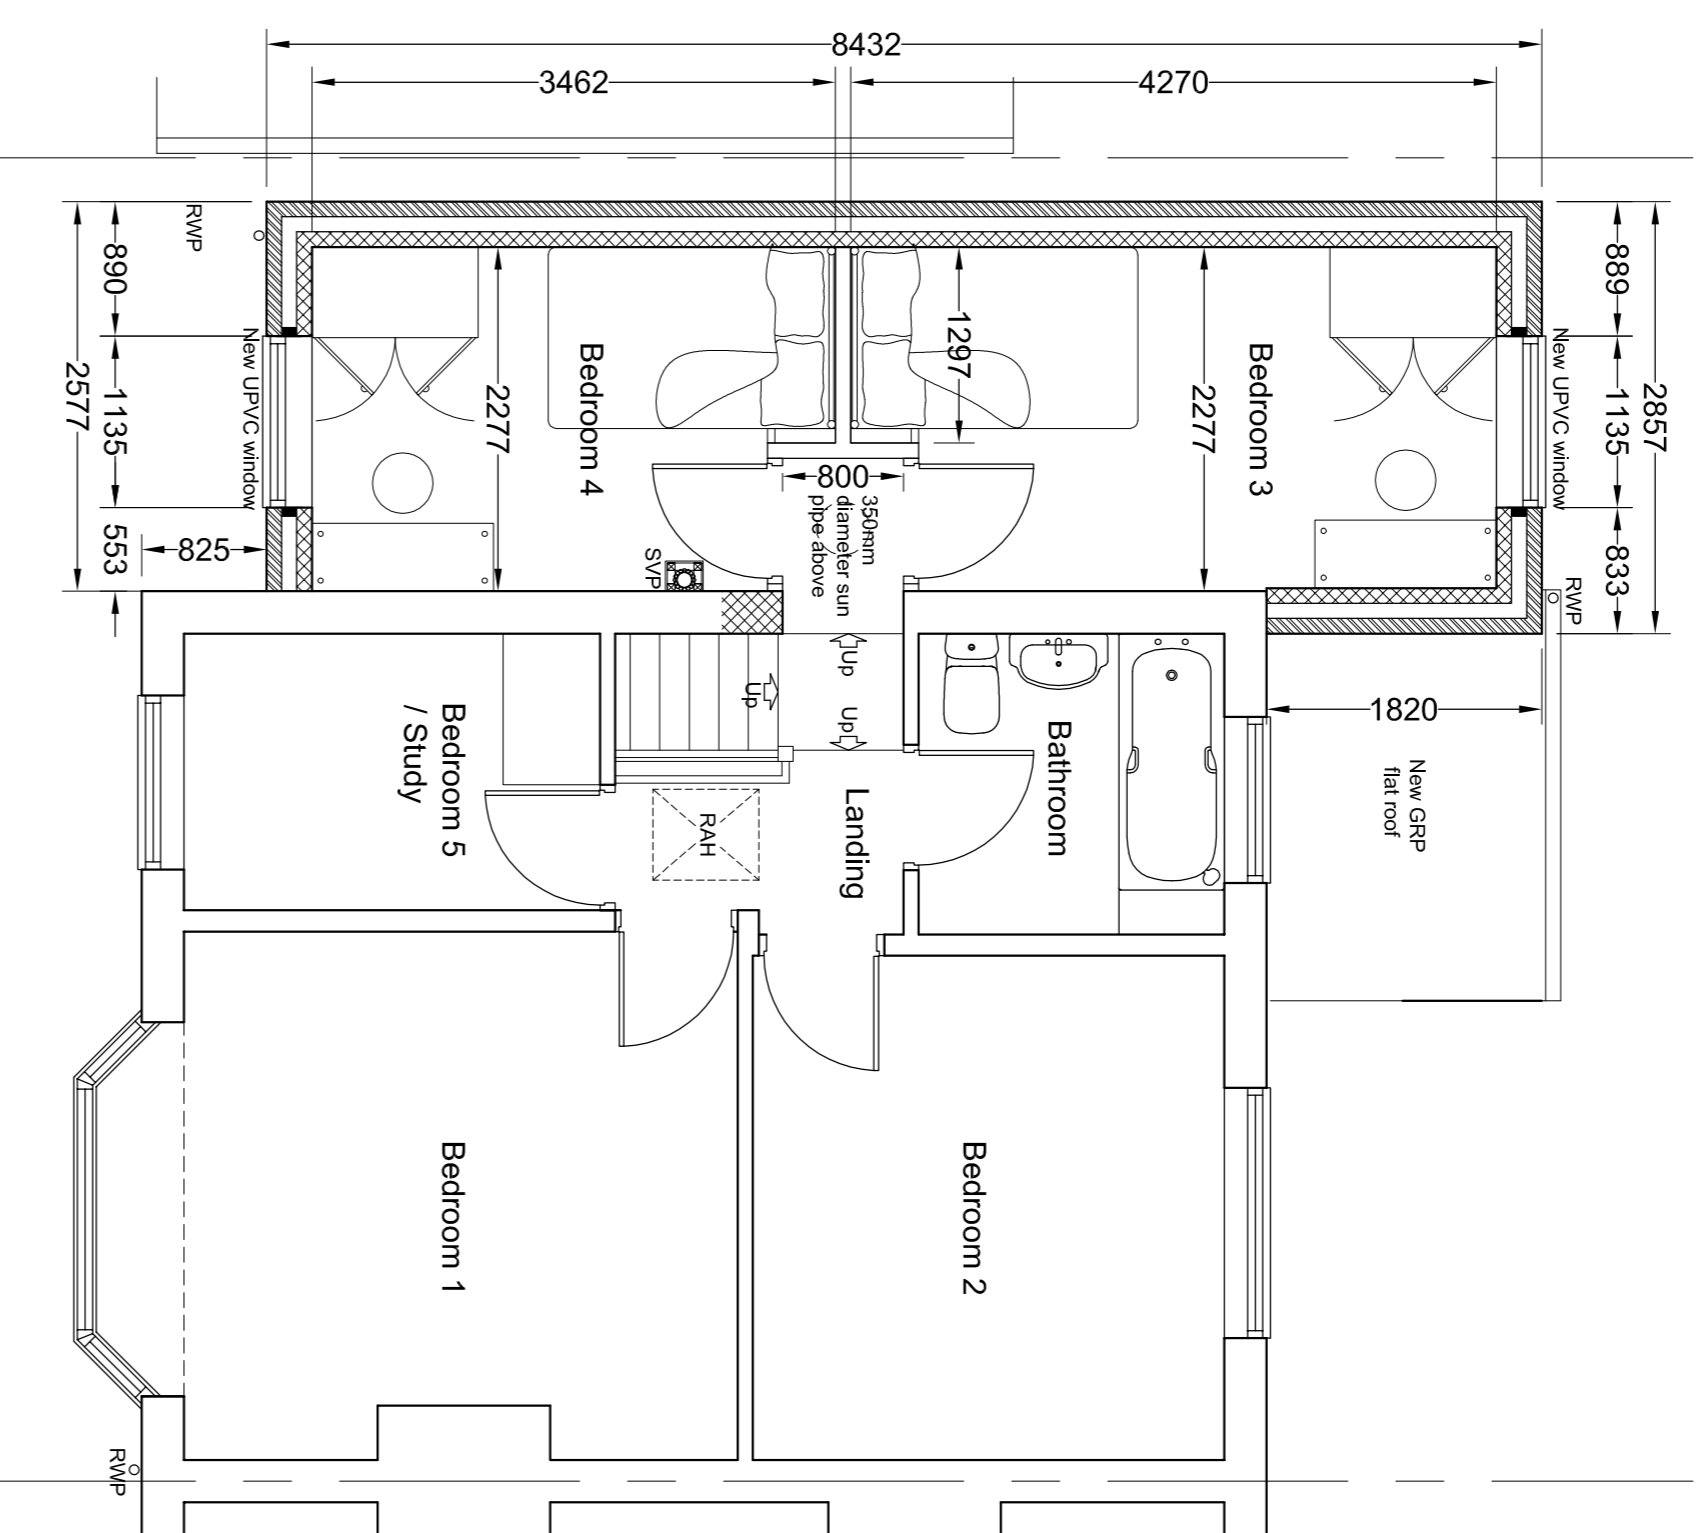 8432
3462
4270
RWP
890
1135
553
2577
New UPVC window
825
2277
Bedroom 4
1297
800
350mm
diameter sun
pipe above
SVP
2277
Bedroom 3
889
1135
833
2857
New UPVC window
RWP
1820
New GRP
flat roof
Up
Up
Up
Bedroom 5
/ Study
RAH
Landing
Bathroom
Bedroom 1
Bedroom 2
RWP